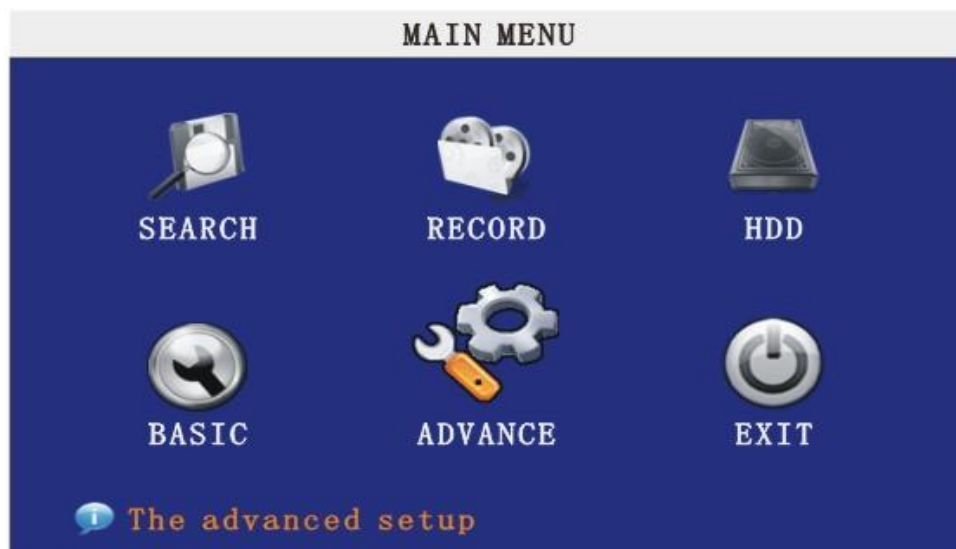 MAIN MENU
SEARCH RECORD HDD
BASIC ADVANCE EXIT
The advanced setup